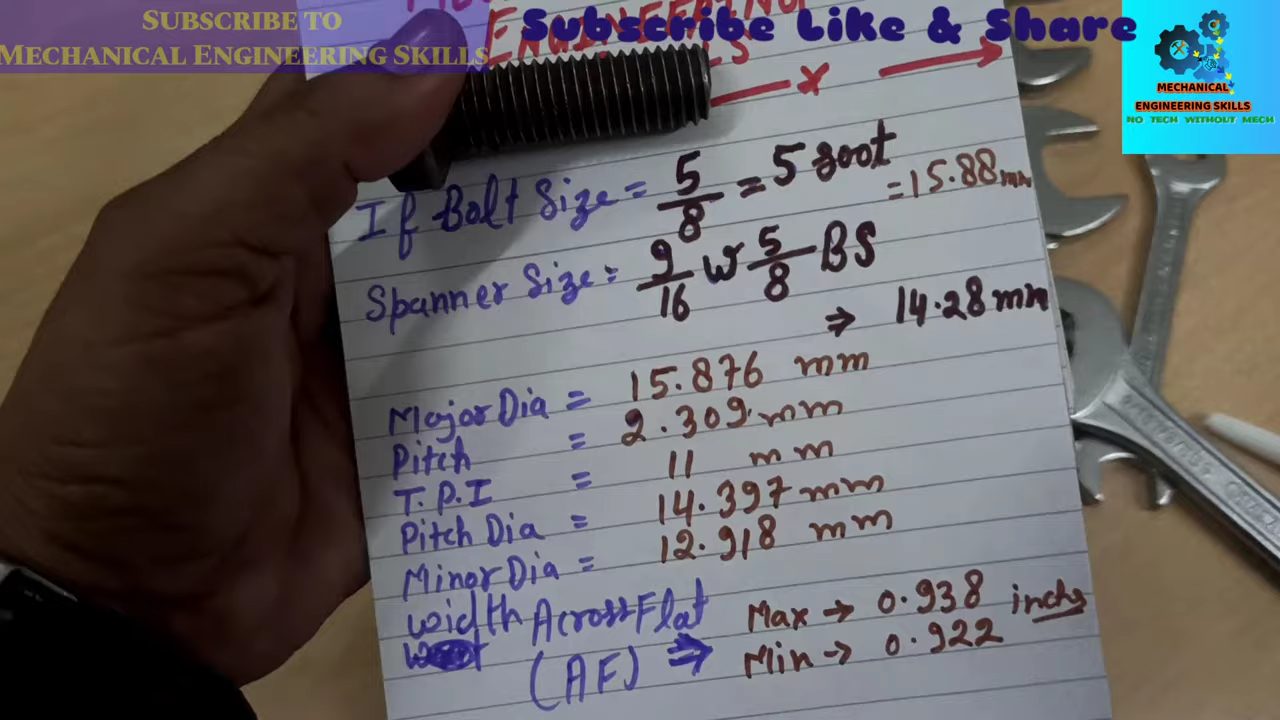 SUBSCRIBE TO
MECHANICAL ENGINEERING SKILLS
Subscribe Like & Share
MECHANICAL
ENGINEERING SKILLS
NO TECH WITHOUT MECH
x
If Bolt Size = 5/8 = 5 soot
= 15.88 mm
Spanner Size = 9/16 W 5/8 BS
⇒ 14.28 mm
Major Dia = 15.876 mm
Pitch = 2.309 mm
T.P.I = 11 mm
Pitch Dia = 14.397 mm
Minor Dia = 12.918 mm
width Across Flat Max → 0.938 inchs
(AF) ⇒ Min → 0.922